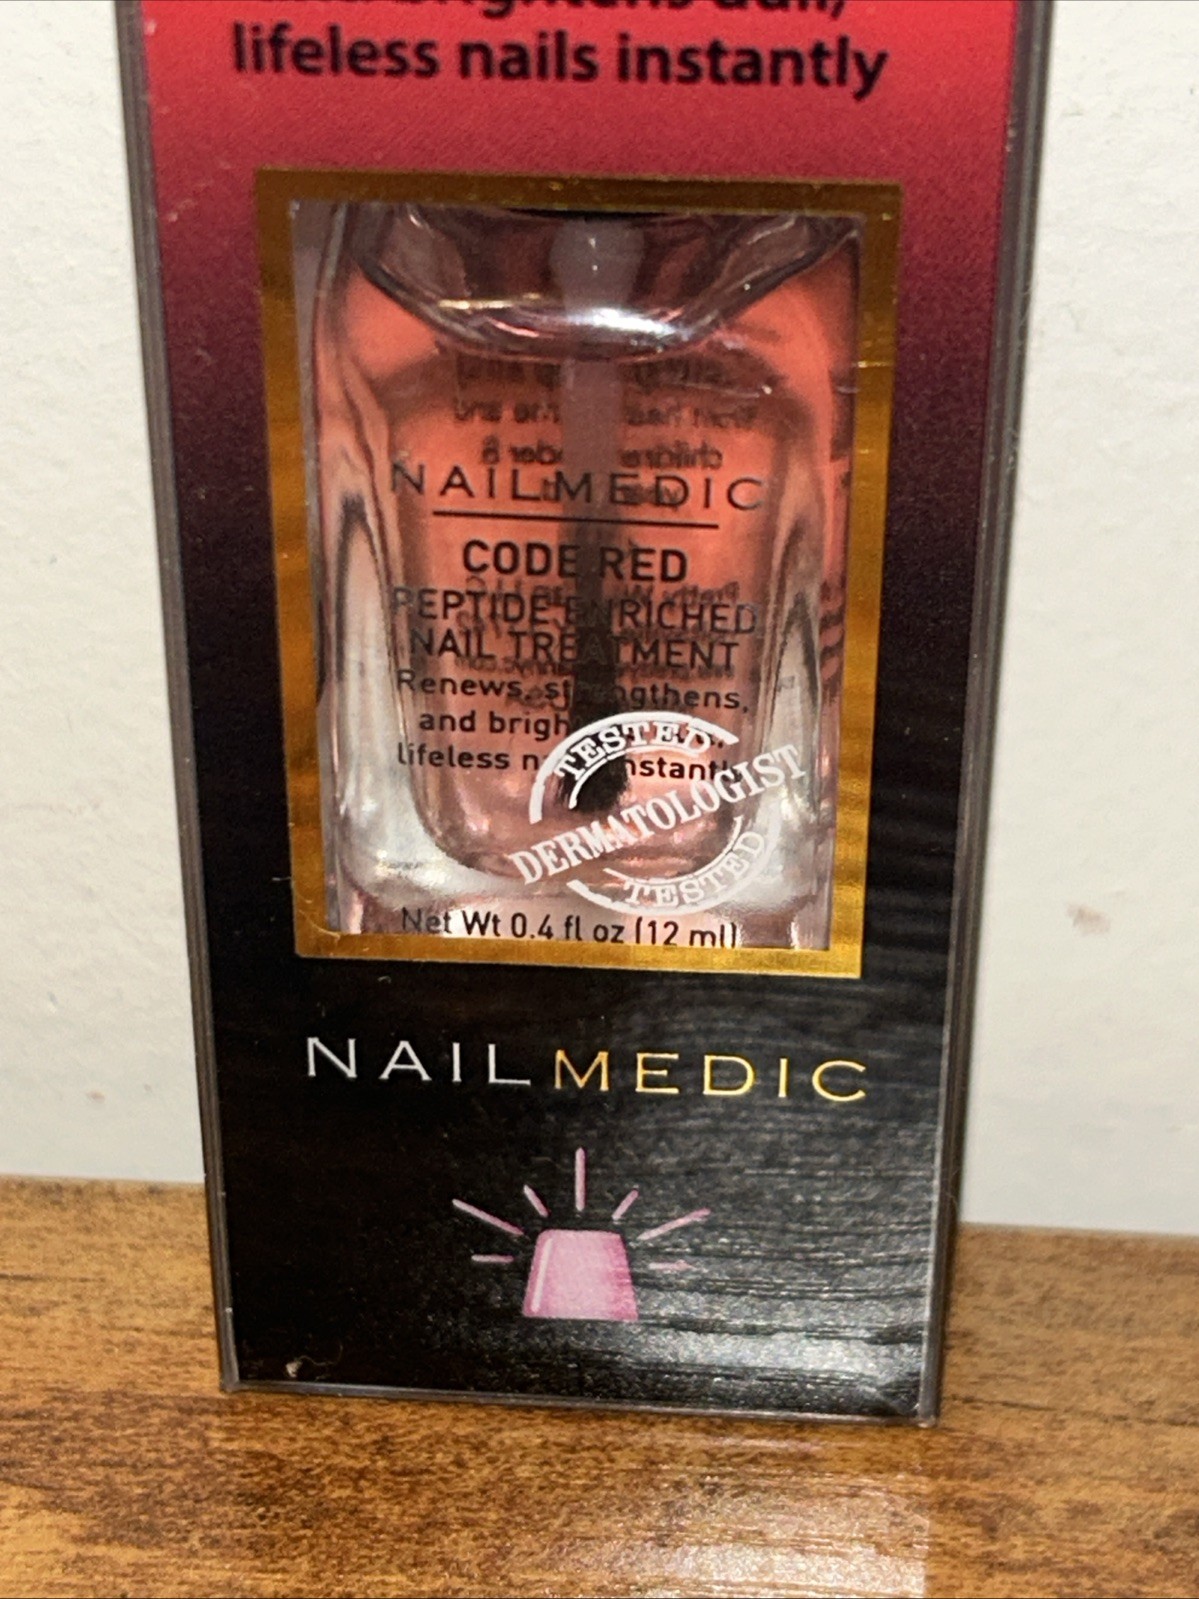 lifeless nails instantly
NAILMEDIC
CODE RED
PEPTIDE ENRICHED
NAIL TREATMENT
Renews, strengthens,
and
lifeless
TESTED
DERMATOLOGIST
TESTED
Net Wt 0.4 fl oz (12 ml)
NAILMEDIC